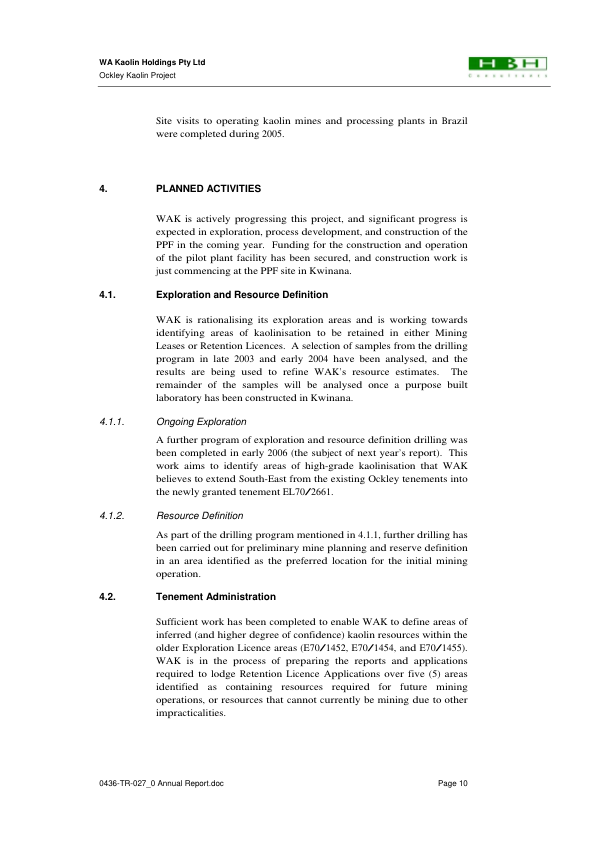 WA Kaolin Holdings Pty Ltd
Ockley Kaolin Project
HBH
Consultants
Site visits to operating kaolin mines and processing plants in Brazil
were completed during 2005.
4. PLANNED ACTIVITIES
WAK is actively progressing this project, and significant progress is
expected in exploration, process development, and construction of the
PPF in the coming year. Funding for the construction and operation
of the pilot plant facility has been secured, and construction work is
just commencing at the PPF site in Kwinana.
4.1. Exploration and Resource Definition
WAK is rationalising its exploration areas and is working towards
identifying areas of kaolinisation to be retained in either Mining
Leases or Retention Licences. A selection of samples from the drilling
program in late 2003 and early 2004 have been analysed, and the
results are being used to refine WAK's resource estimates. The
remainder of the samples will be analysed once a purpose built
laboratory has been constructed in Kwinana.
4.1.1. Ongoing Exploration
A further program of exploration and resource definition drilling was
been completed in early 2006 (the subject of next year's report). This
work aims to identify areas of high-grade kaolinisation that WAK
believes to extend South-East from the existing Ockley tenements into
the newly granted tenement EL70/2661.
4.1.2. Resource Definition
As part of the drilling program mentioned in 4.1.1, further drilling has
been carried out for preliminary mine planning and reserve definition
in an area identified as the preferred location for the initial mining
operation.
4.2. Tenement Administration
Sufficient work has been completed to enable WAK to define areas of
inferred (and higher degree of confidence) kaolin resources within the
older Exploration Licence areas (E70/1452, E70/1454, and E70/1455).
WAK is in the process of preparing the reports and applications
required to lodge Retention Licence Applications over five (5) areas
identified as containing resources required for future mining
operations, or resources that cannot currently be mining due to other
impracticalities.
0436-TR-027_0 Annual Report.doc Page 10